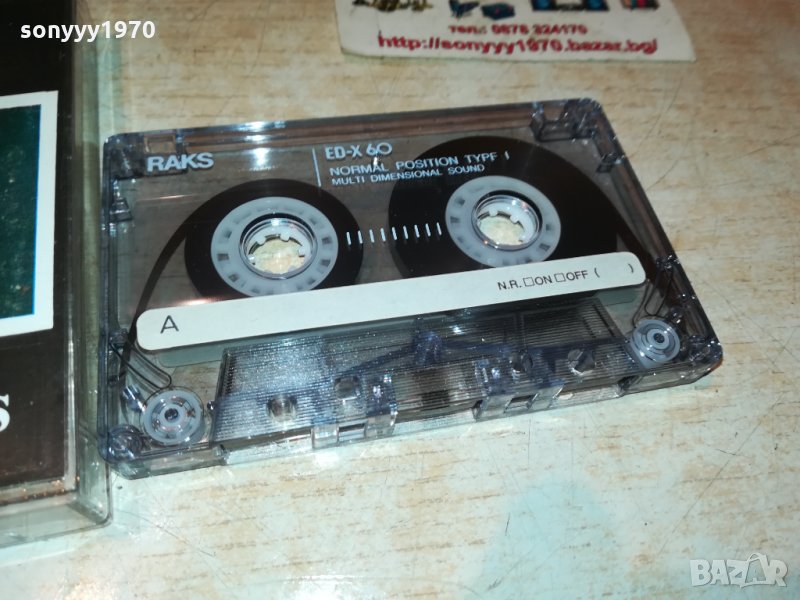 sonyyy1970
тел.: 0878 324170
http://sonyyy1970.bazar.bg/
RAKS
ED-X 60
NORMAL POSITION TYPE I
MULTI DIMENSIONAL SOUND
N.R. □ON □OFF ( )
A
S
BAZAR